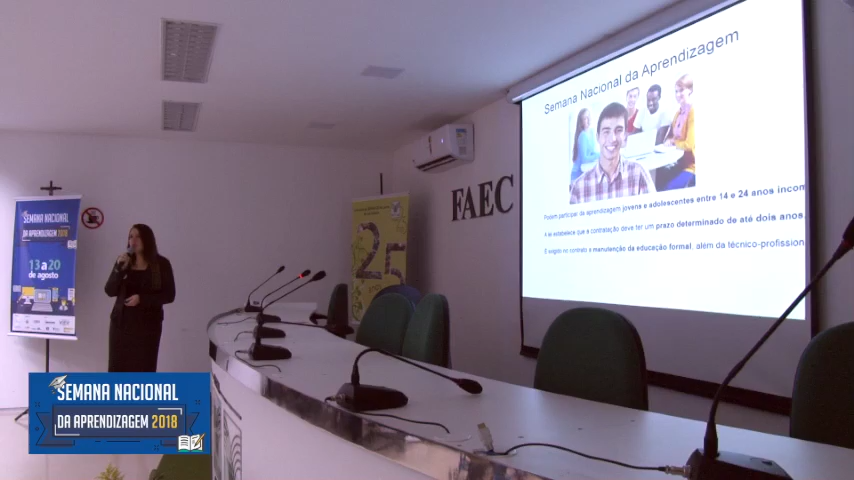 Semana Nacional da Aprendizagem
Podem participar da aprendizagem jovens e adolescentes entre 14 e 24 anos incom
A lei estabelece que a contratação deve ter um prazo determinado de até dois anos,
É exigido no contrato a manutenção da educação formal, além da técnico-profission
FAEC
25
SEMANA NACIONAL
DA APRENDIZAGEM 2018
13 a 20
de agosto
SEMANA NACIONAL
DA APRENDIZAGEM 2018